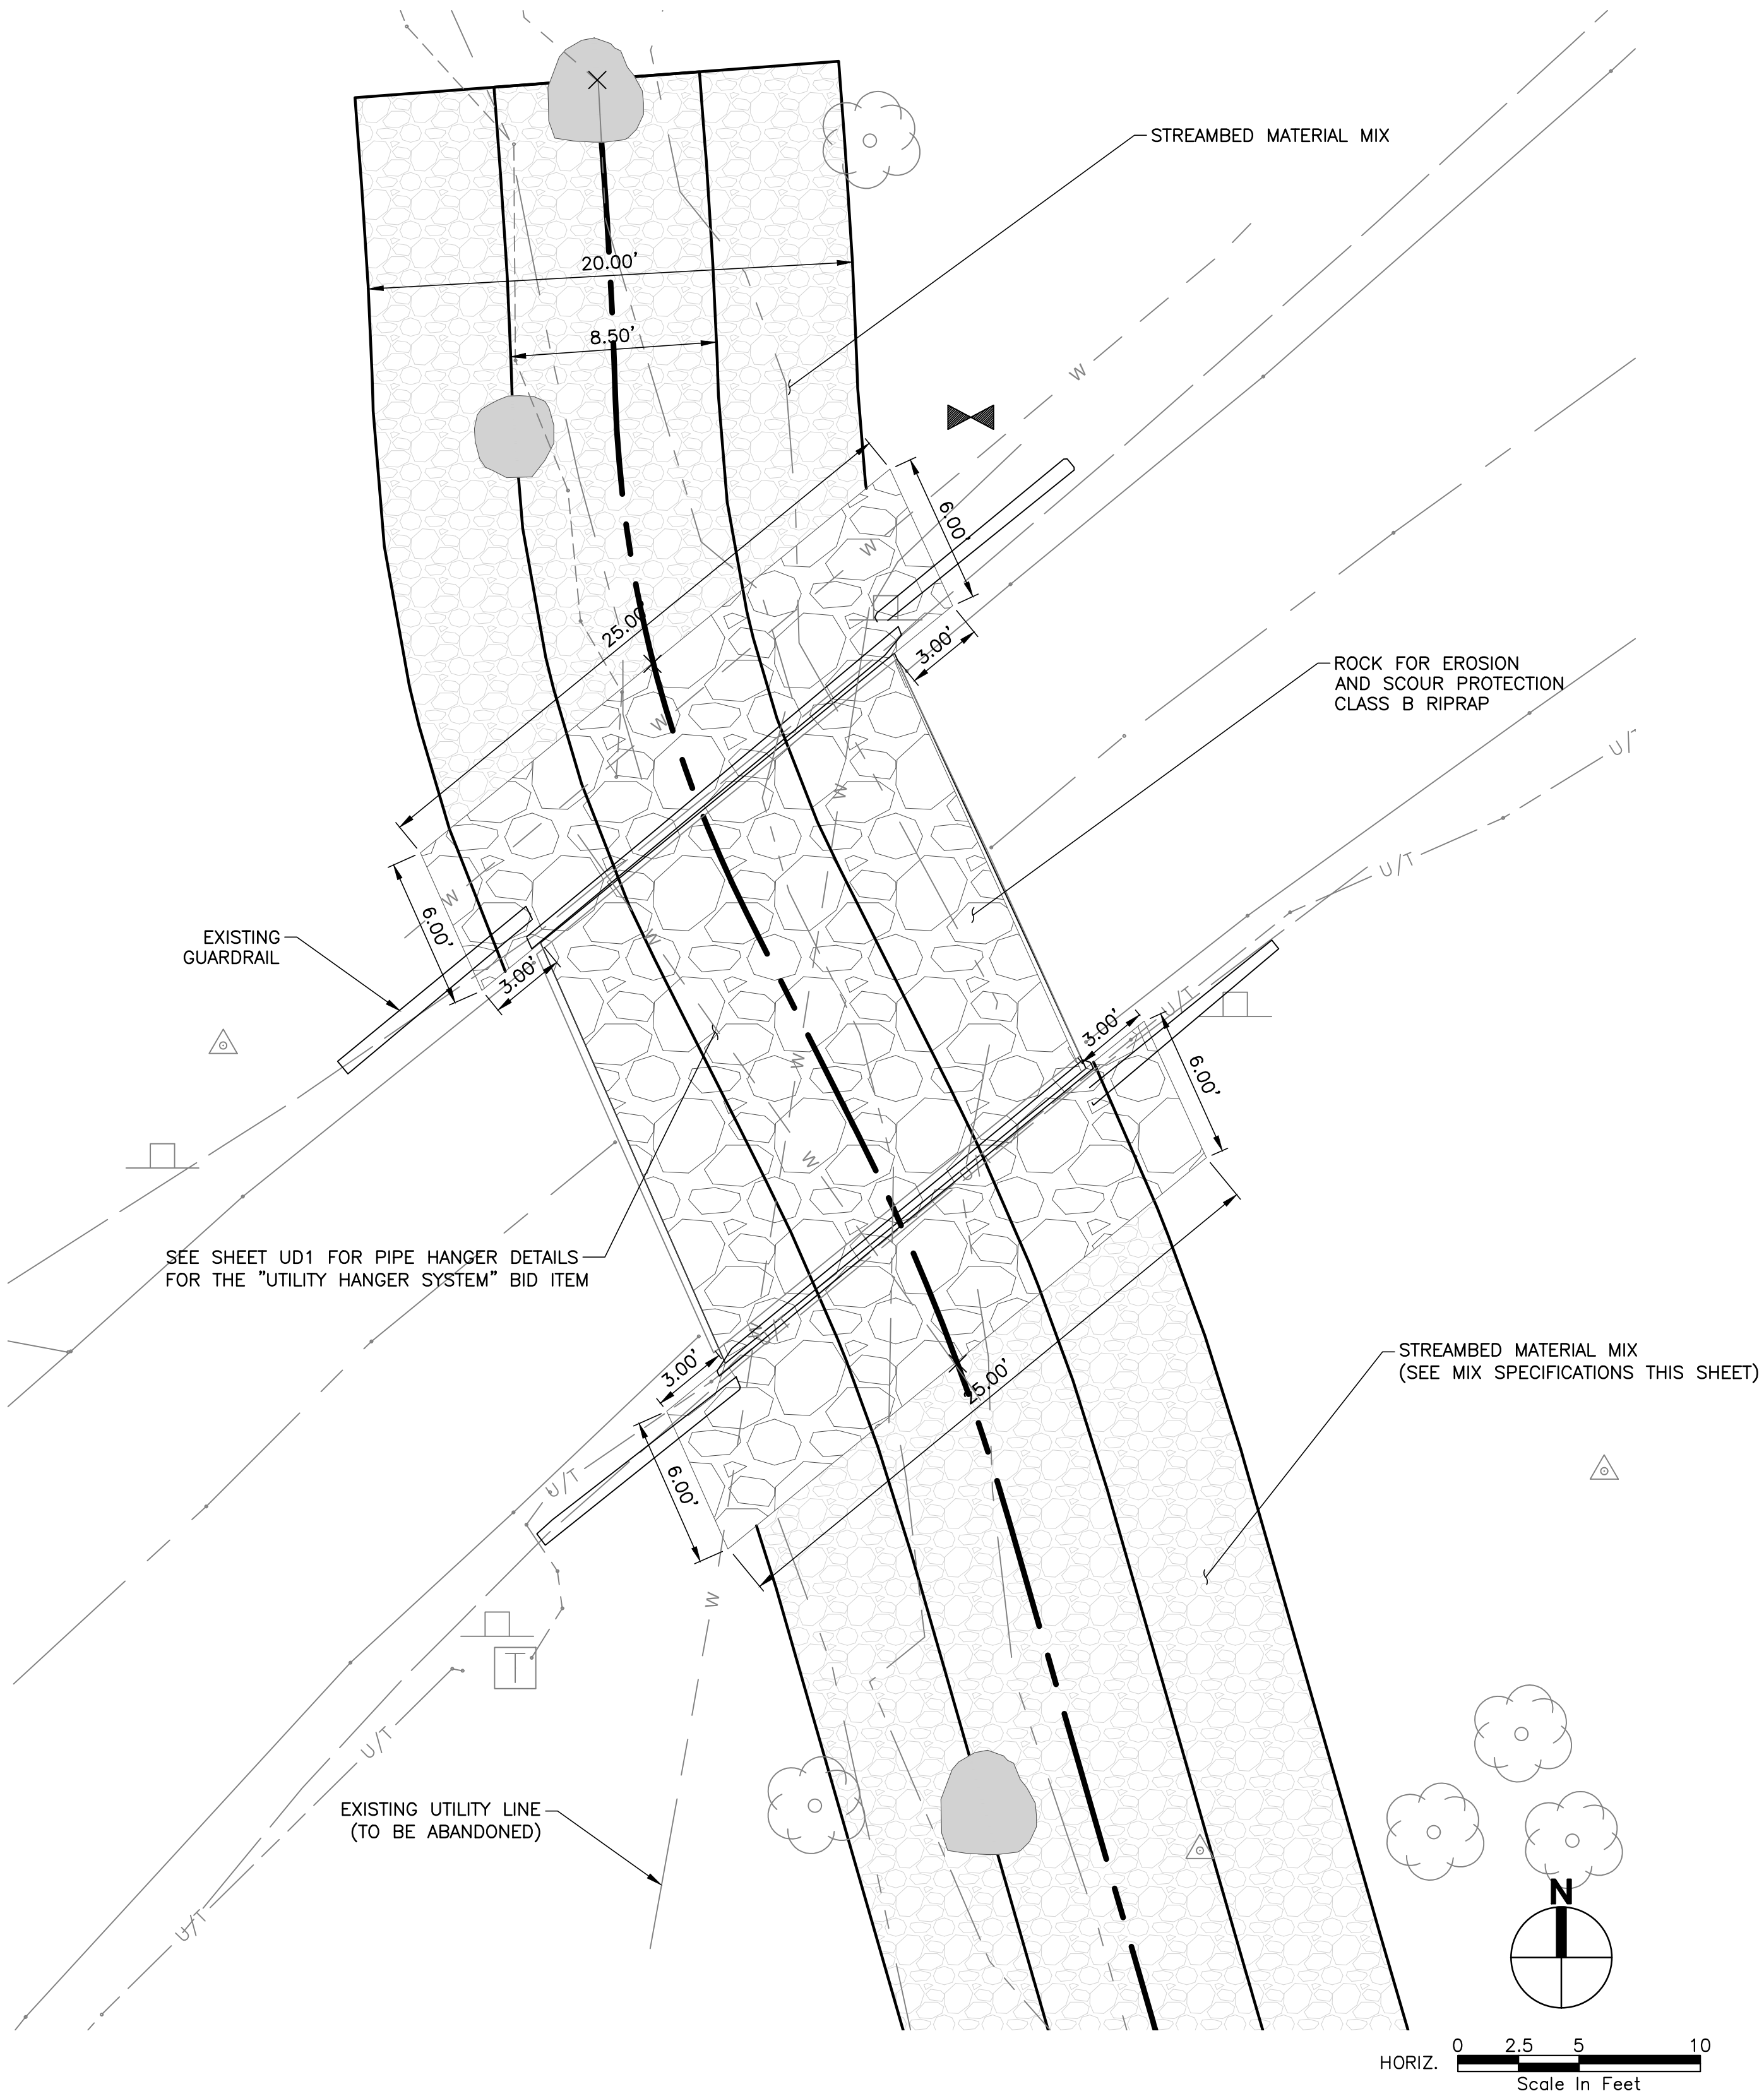 STREAMBED MATERIAL MIX
20.00'
8.50'
W
6.00'
W
25.00'
3.00'
ROCK FOR EROSION
AND SCOUR PROTECTION
CLASS B RIPRAP
W
U/T
W
U/T
W
6.00'
EXISTING
GUARDRAIL
W
3.00'
U/T
3.00'
W
6.00'
W
SEE SHEET UD1 FOR PIPE HANGER DETAILS
FOR THE "UTILITY HANGER SYSTEM" BID ITEM
W
STREAMBED MATERIAL MIX
(SEE MIX SPECIFICATIONS THIS SHEET)
3.00'
25.00'
U/T
6.00'
W
T
U/T
EXISTING UTILITY LINE
(TO BE ABANDONED)
U/T
N
0 2.5 5 10
HORIZ.
Scale In Feet